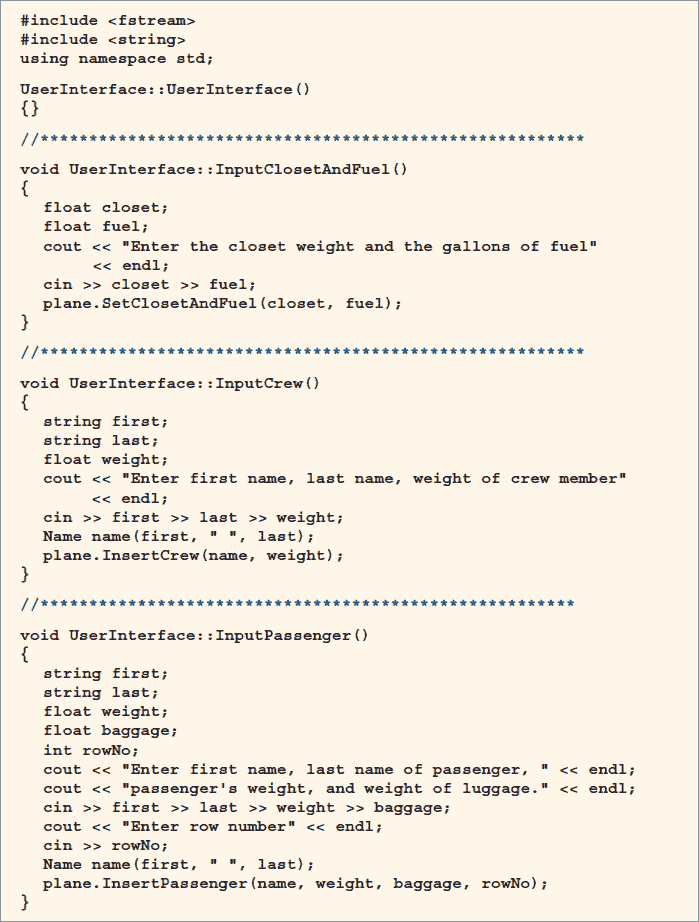 #include <fstream>
#include <string>
using namespace std;
UserInterface::UserInterface()
{}
//********************************************************
void UserInterface::InputClosetAndFuel()
{
float closet;
float fuel;
cout << "Enter the closet weight and the gallons of fuel"
<< endl;
cin >> closet >> fuel;
plane.SetClosetAndFuel(closet, fuel);
}
//********************************************************
void UserInterface::InputCrew()
{
string first;
string last;
float weight;
cout << "Enter first name, last name, weight of crew member"
<< endl;
cin >> first >> last >> weight;
Name name(first, " ", last);
plane.InsertCrew(name, weight);
}
//*******************************************************
void UserInterface::InputPassenger()
{
string first;
string last;
float weight;
float baggage;
int rowNo;
cout << "Enter first name, last name of passenger, " << endl;
cout << "passenger's weight, and weight of luggage." << endl;
cin >> first >> last >> weight >> baggage;
cout << "Enter row number" << endl;
cin >> rowNo;
Name name(first, " ", last);
plane.InsertPassenger(name, weight, baggage, rowNo);
}